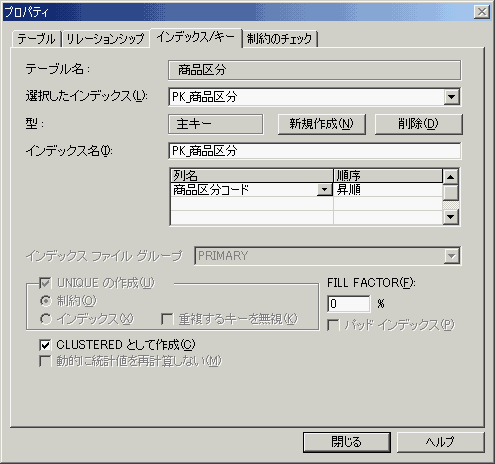 プロパティ
テーブル リレーションシップ インデックス/キー 制約のチェック
テーブル名: 商品区分
選択したインデックス(L): PK_商品区分
型: 主キー 新規作成(N) 削除(D)
インデックス名(I): PK_商品区分
列名 順序
商品区分コード 昇順
インデックス ファイル グループ PRIMARY
UNIQUE の作成(U) FILL FACTOR(F):
制約(O) 0 %
インデックス(X) 重複するキーを無視(K) パッド インデックス(P)
CLUSTERED として作成(C)
動的に統計値を再計算しない(M)
閉じる ヘルプ